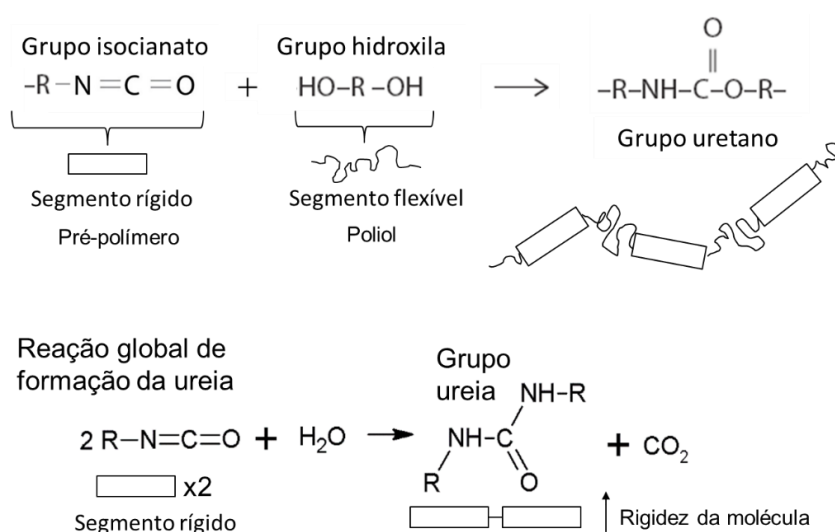 Grupo isocianato
Grupo hidroxila
-R-N=C=O + HO-R-OH → -R-NH-C-O-R-
O
||
Grupo uretano
Segmento rígido
Segmento flexível
Pré-polímero
Poliol
Reação global de
formação da ureia
Grupo
ureia
2 R-N=C=O + H₂O → NH-C
NH-R
R
O
+ CO₂
x2
Segmento rígido
Rigidez da molécula